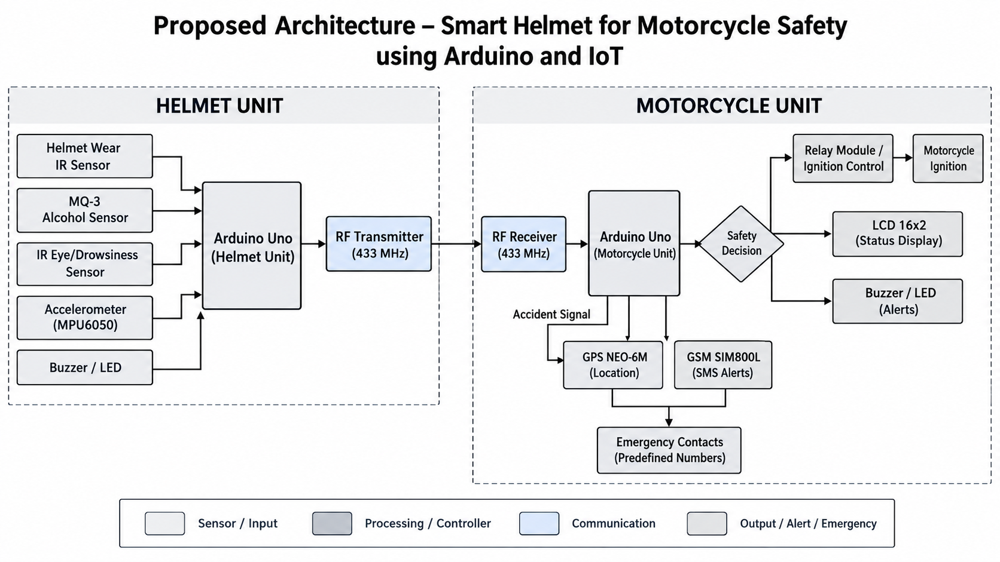 Proposed Architecture – Smart Helmet for Motorcycle Safety
using Arduino and IoT
HELMET UNIT
Helmet Wear
IR Sensor
MQ-3
Alcohol Sensor
IR Eye/Drowsiness
Sensor
Accelerometer
(MPU6050)
Buzzer / LED
Arduino Uno
(Helmet Unit)
RF Transmitter
(433 MHz)
MOTORCYCLE UNIT
RF Receiver
(433 MHz)
Arduino Uno
(Motorcycle Unit)
Safety
Decision
Relay Module /
Ignition Control
Motorcycle
Ignition
LCD 16x2
(Status Display)
Buzzer / LED
(Alerts)
Accident Signal
GPS NEO-6M
(Location)
GSM SIM800L
(SMS Alerts)
Emergency Contacts
(Predefined Numbers)
Sensor / Input
Processing / Controller
Communication
Output / Alert / Emergency